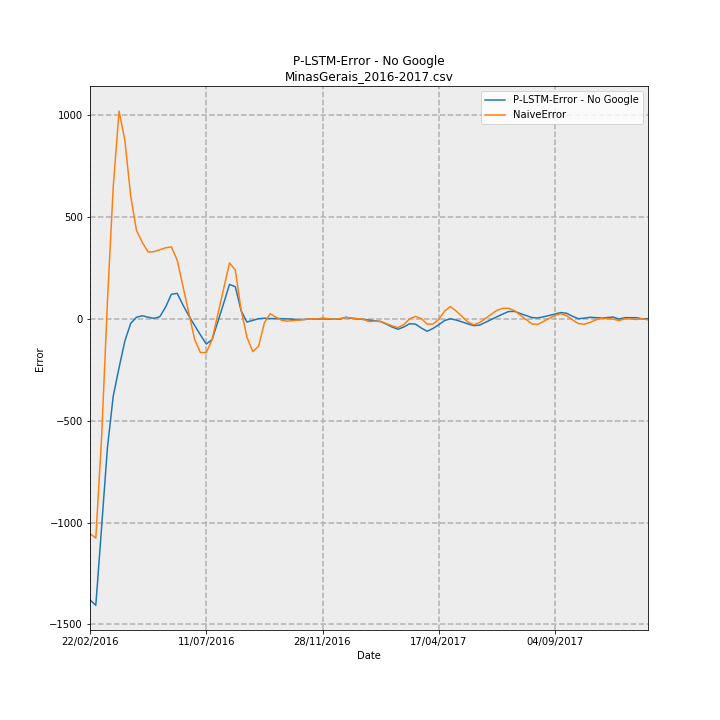 P-LSTM-Error - No Google
MinasGerais_2016-2017.csv
P-LSTM-Error - No Google
NaiveError
1000
500
0
−500
−1000
−1500
Error
22/02/2016
11/07/2016
28/11/2016
17/04/2017
04/09/2017
Date